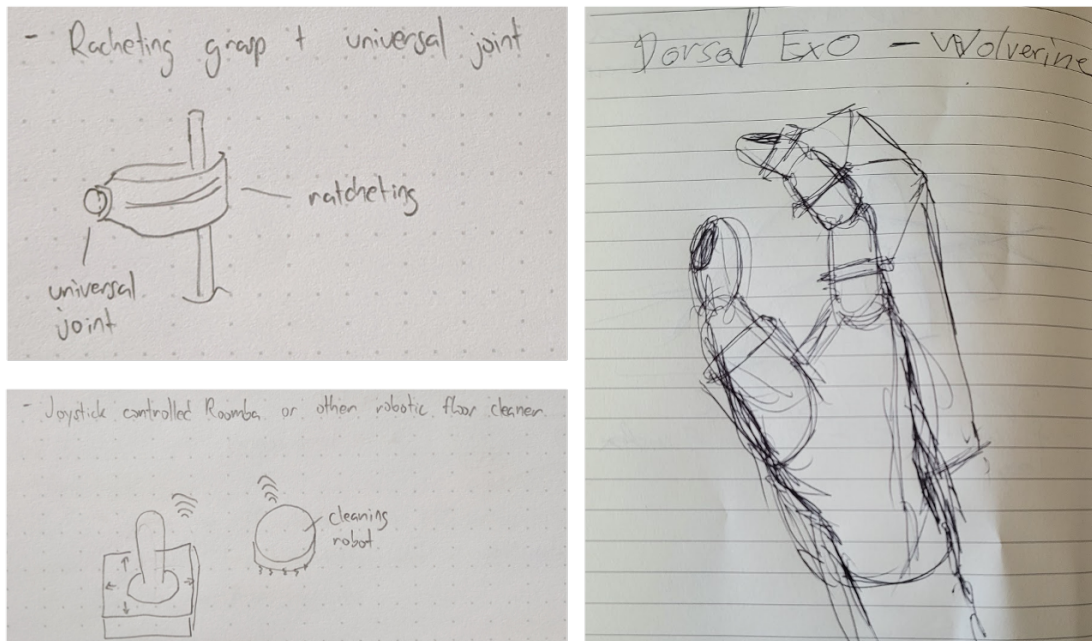 - Racheting grasp + universal joint
ratcheting
universal
joint
- Joystick controlled Roomba or other robotic floor cleaner
cleaning
robot
Dorsal Exo - Wolverine